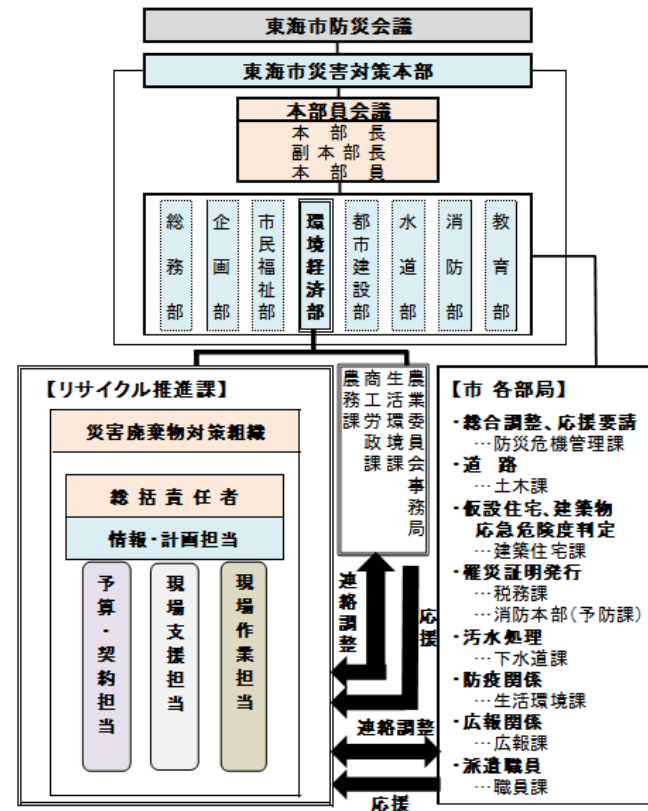 東海市防災会議
東海市災害対策本部
本部員会議
本部長
副本部長
本部員
総務部
企画部
市民福祉部
環境経済部
都市建設部
水道部
消防部
教育部
【リサイクル推進課】
災害廃棄物対策組織
総括責任者
情報・計画担当
予算・契約担当
現場支援担当
現場作業担当
農業委員会事務局
生活環境課
商工労政課
農務課
連絡調整
応援
連絡調整
応援
【市 各部局】
・総合調整、応援要請
…防災危機管理課
・道 路
…土木課
・仮設住宅、建築物
応急危険度判定
…建築住宅課
・罹災証明発行
…税務課
…消防本部(予防課)
・汚水処理
…下水道課
・防疫関係
…生活環境課
・広報関係
…広報課
・派遣職員
…職員課